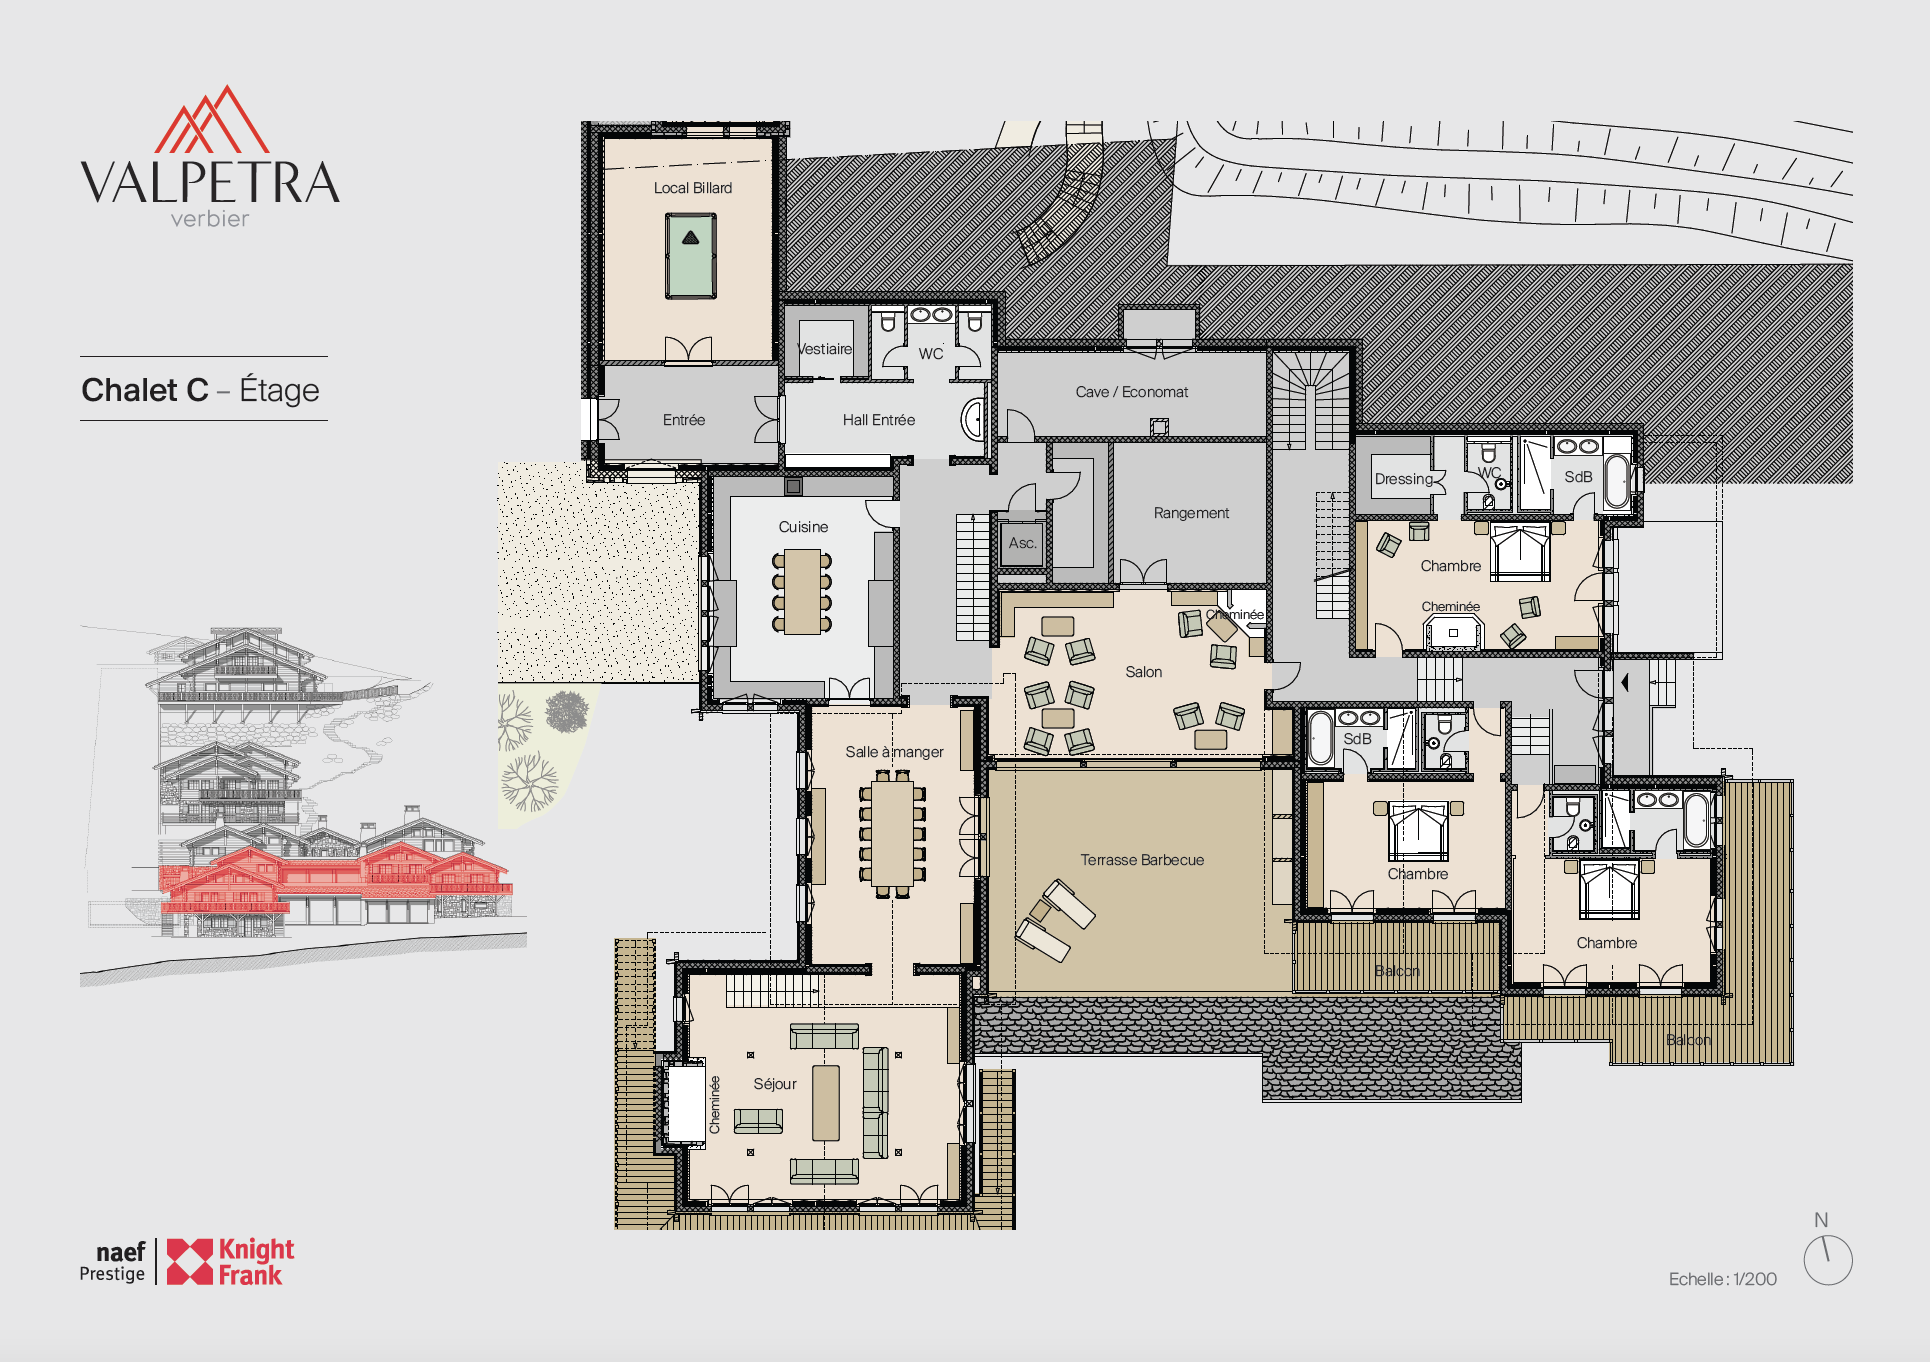 VALPETRA
verbier
Chalet C – Étage
Local Billard
Vestiaire
WC
Entrée
Hall Entrée
Cave / Economat
Cuisine
Asc.
Rangement
Dressing
WC
SdB
Chambre
Cheminée
Cheminée
Salon
SdB
Salle à manger
Terrasse Barbecue
Chambre
Balcon
Chambre
Balcon
Séjour
Cheminée
naef
Prestige
Knight
Frank
N
Echelle : 1/200